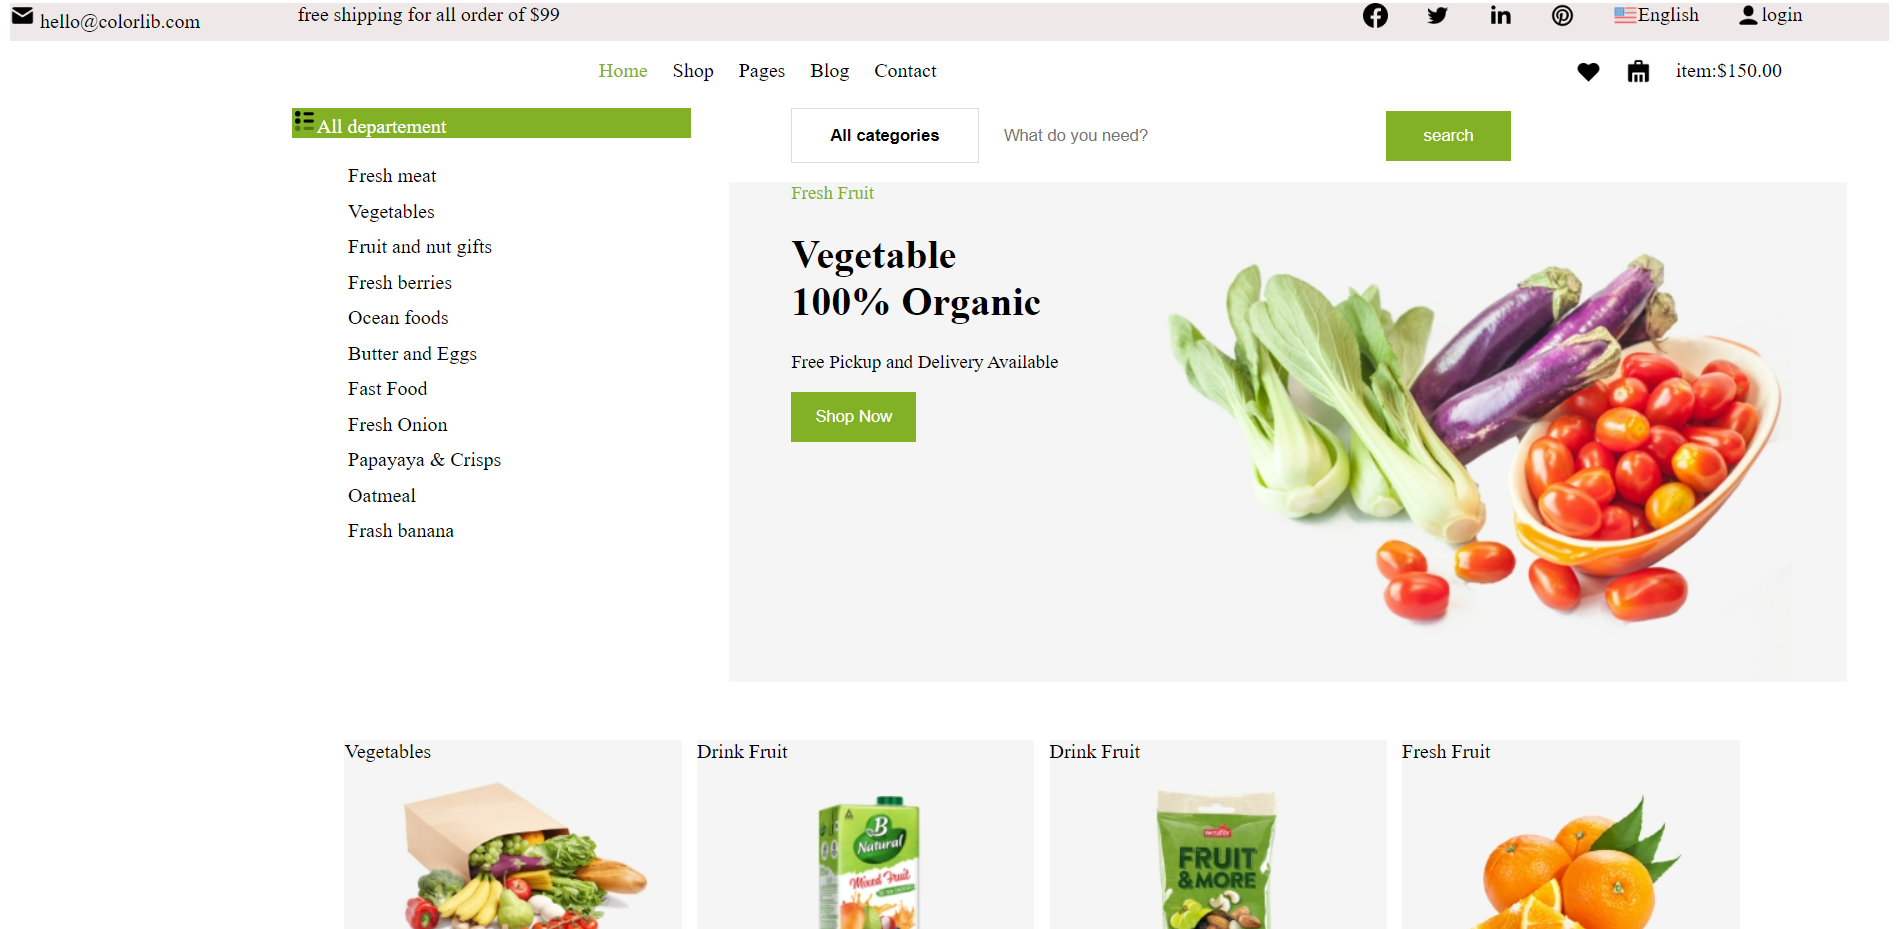 hello@colorlib.com
free shipping for all order of $99
English
login
Home Shop Pages Blog Contact
item:$150.00
All departement
All categories
What do you need?
search
Fresh meat
Vegetables
Fruit and nut gifts
Fresh berries
Ocean foods
Butter and Eggs
Fast Food
Fresh Onion
Papayaya & Crisps
Oatmeal
Frash banana
Fresh Fruit
Vegetable
100% Organic
Free Pickup and Delivery Available
Shop Now
Vegetables
Drink Fruit
Drink Fruit
Fresh Fruit
B
Natural
Mixed Fruit
FRUIT
&MORE